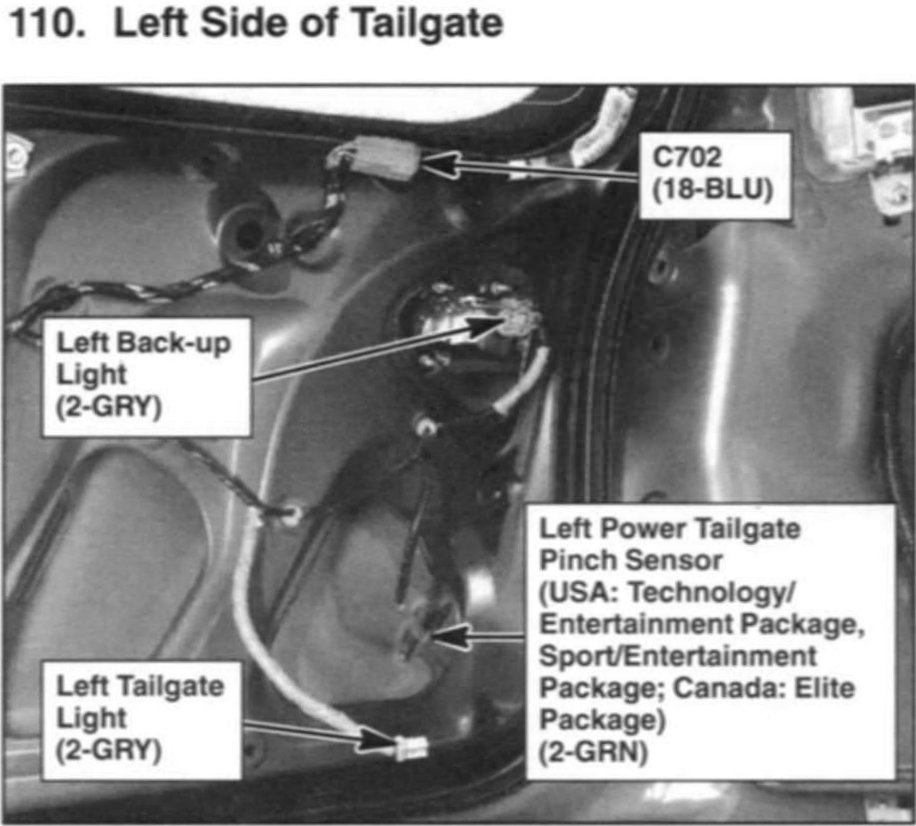 110. Left Side of Tailgate
C702
(18-BLU)
Left Back-up
Light
(2-GRY)
Left Power Tailgate
Pinch Sensor
(USA: Technology/
Entertainment Package,
Sport/Entertainment
Package; Canada: Elite
Package)
(2-GRN)
Left Tailgate
Light
(2-GRY)